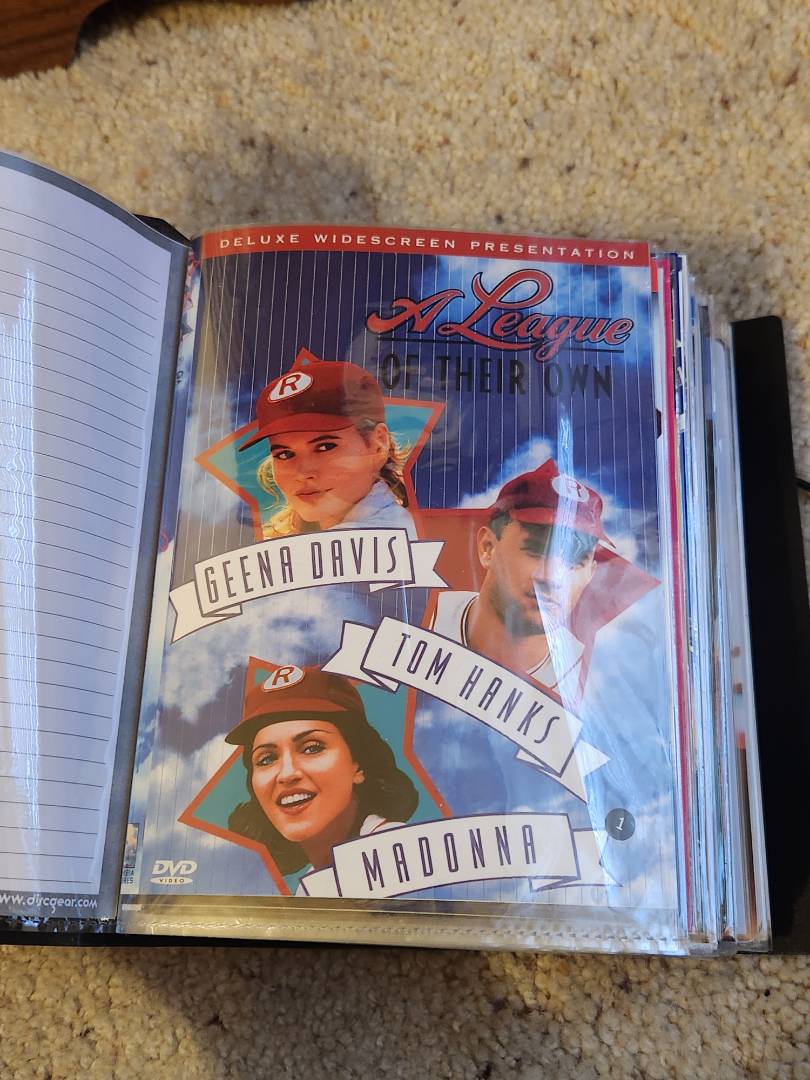 DELUXE WIDESCREEN PRESENTATION
A League
OF THEIR OWN
R
GEENA DAVIS
R
TOM HANKS
R
MADONNA
1
DVD
VIDEO
www.discgear.com